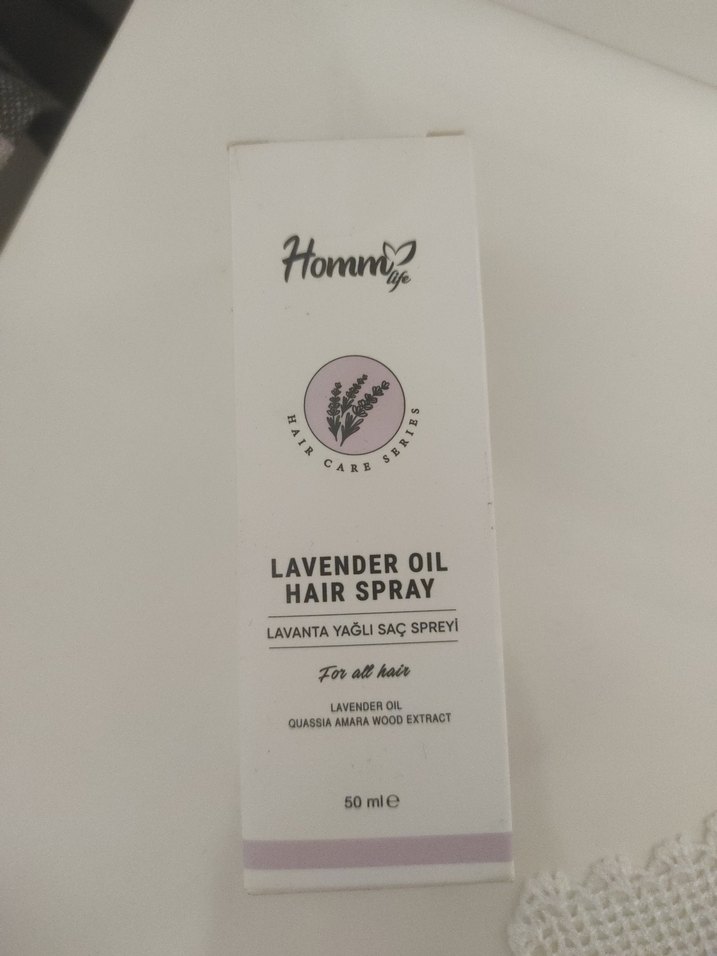 Homm
life
HAIR CARE SERIES
LAVENDER OIL
HAIR SPRAY
LAVANTA YAĞLI SAÇ SPREYİ
For all hair
LAVENDER OIL
QUASSIA AMARA WOOD EXTRACT
50 ml ℮